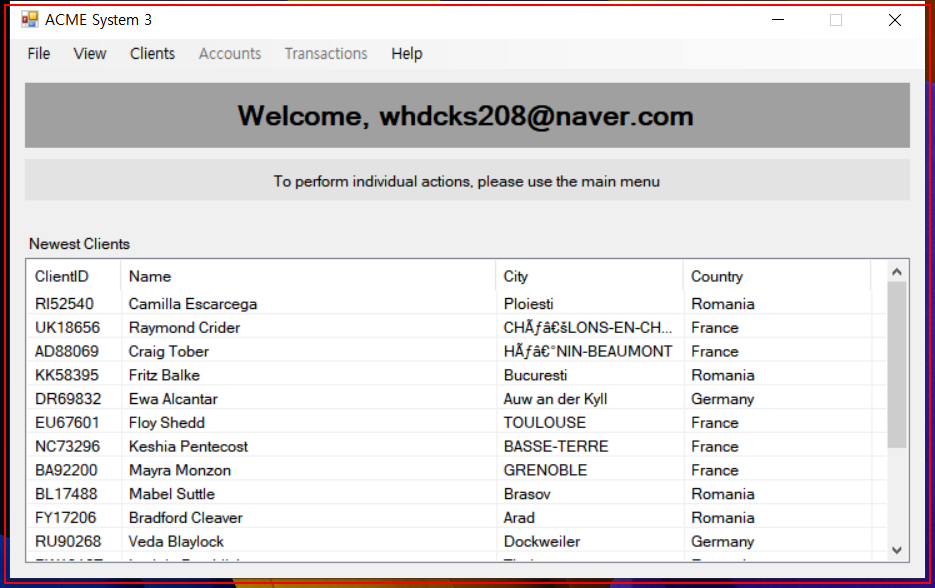 ACME System 3
File View Clients Accounts Transactions Help
Welcome, whdcks208@naver.com
To perform individual actions, please use the main menu
Newest Clients
ClientID Name City Country
RI52540 Camilla Escarcega Ploiesti Romania
UK18656 Raymond Crider CHÃƒâ€šLONS-EN-CH... France
AD88069 Craig Tober HÃƒâ€°NIN-BEAUMONT France
KK58395 Fritz Balke Bucuresti Romania
DR69832 Ewa Alcantar Auw an der Kyll Germany
EU67601 Floy Shedd TOULOUSE France
NC73296 Keshia Pentecost BASSE-TERRE France
BA92200 Mayra Monzon GRENOBLE France
BL17488 Mabel Suttle Brasov Romania
FY17206 Bradford Cleaver Arad Romania
RU90268 Veda Blaylock Dockweiler Germany